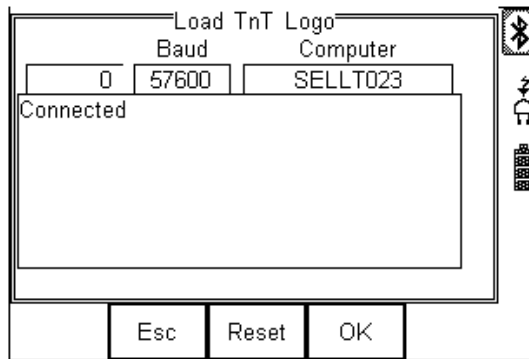 Load TnT Logo
Baud Computer
0 57600 SELLT023
Connected
Esc Reset OK